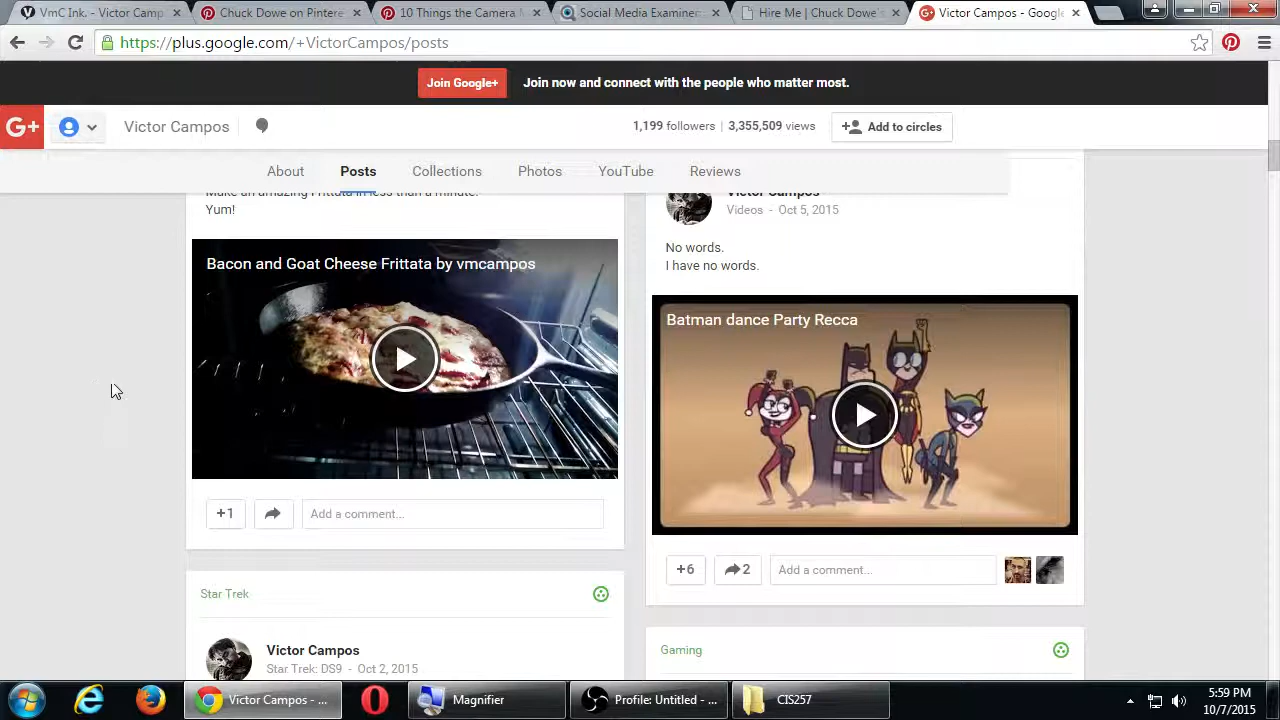 VmC Ink. - Victor Camp
Chuck Dowe on Pintere
10 Things the Camera M
Social Media Examiner
Hire Me | Chuck Dowe's
Victor Campos - Google
https://plus.google.com/+VictorCampos/posts
Join Google+
Join now and connect with the people who matter most.
G+
Victor Campos
1,199 followers | 3,355,509 views
Add to circles
About
Posts
Collections
Photos
YouTube
Reviews
Make an amazing Frittata in less than a minute.
Yum!
Bacon and Goat Cheese Frittata by vmcampos
+1
Add a comment...
Star Trek
Victor Campos
Star Trek: DS9 - Oct 2, 2015
Victor Campos
Videos - Oct 5, 2015
No words.
I have no words.
Batman dance Party Recca
+6
2
Add a comment...
Gaming
Victor Campos - ...
Magnifier
Profile: Untitled - ...
CIS257
5:59 PM
10/7/2015